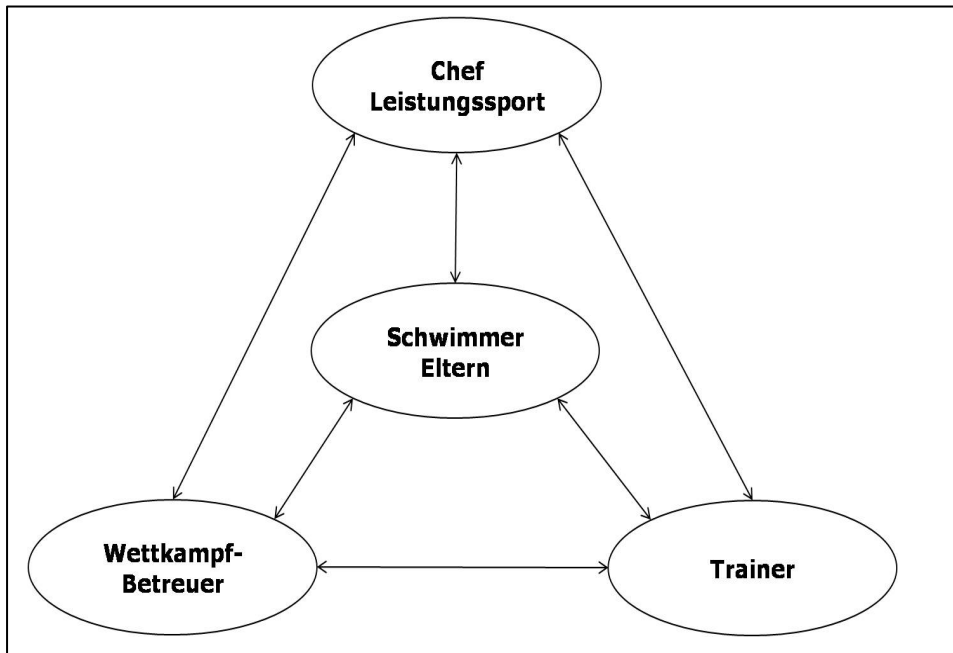 Chef
Leistungssport
Schwimmer
Eltern
Wettkampf-
Betreuer
Trainer